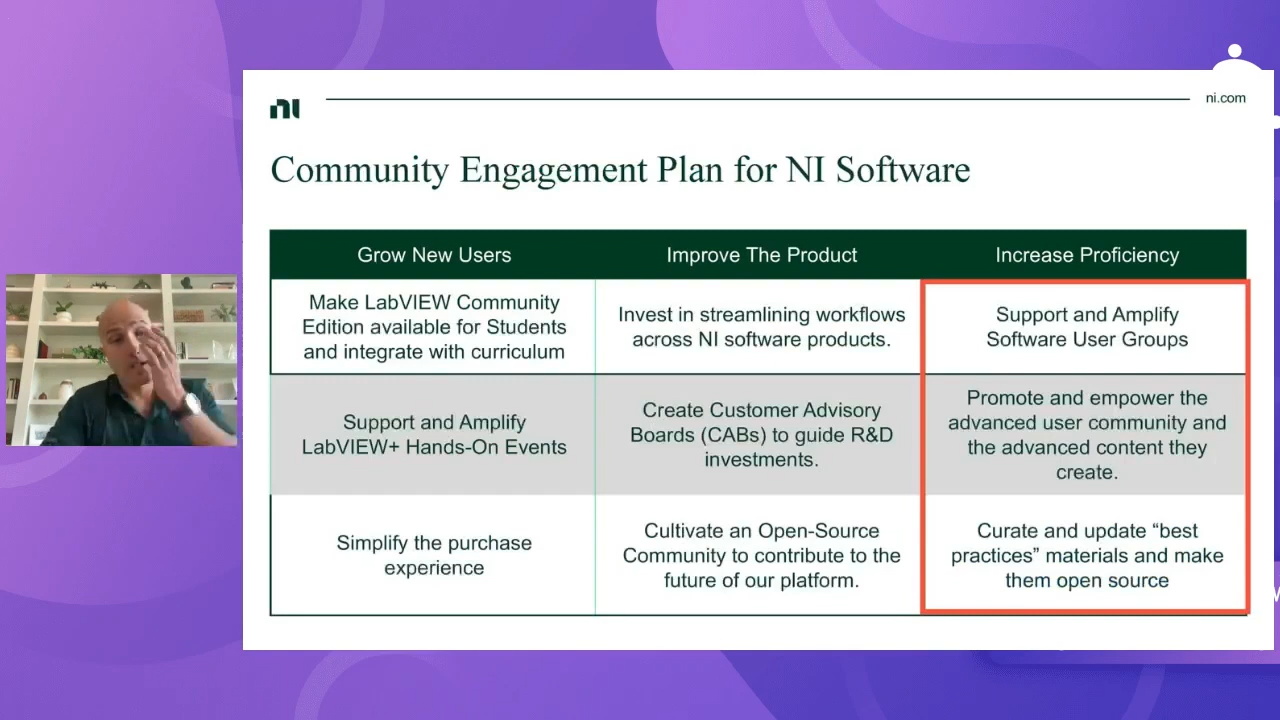 ni
ni.com
Community Engagement Plan for NI Software
Grow New Users
Improve The Product
Increase Proficiency
Make LabVIEW Community
Edition available for Students
and integrate with curriculum
Invest in streamlining workflows
across NI software products.
Support and Amplify
Software User Groups
Support and Amplify
LabVIEW+ Hands-On Events
Create Customer Advisory
Boards (CABs) to guide R&D
investments.
Promote and empower the
advanced user community and
the advanced content they
create.
Simplify the purchase
experience
Cultivate an Open-Source
Community to contribute to the
future of our platform.
Curate and update “best
practices” materials and make
them open source